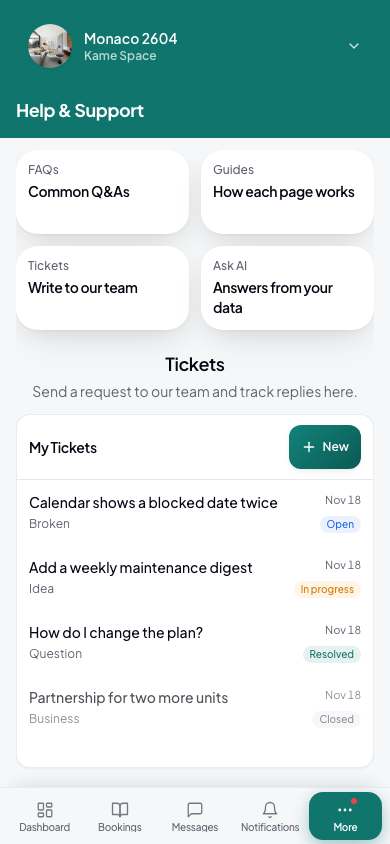 Monaco 2604
Kame Space
Help & Support
FAQs
Common Q&As
Guides
How each page works
Tickets
Write to our team
Ask AI
Answers from your
data
Tickets
Send a request to our team and track replies here.
My Tickets
New
Calendar shows a blocked date twice
Nov 18
Broken
Open
Add a weekly maintenance digest
Nov 18
Idea
In progress
How do I change the plan?
Nov 18
Question
Resolved
Partnership for two more units
Nov 18
Business
Closed
Dashboard
Bookings
Messages
Notifications
More